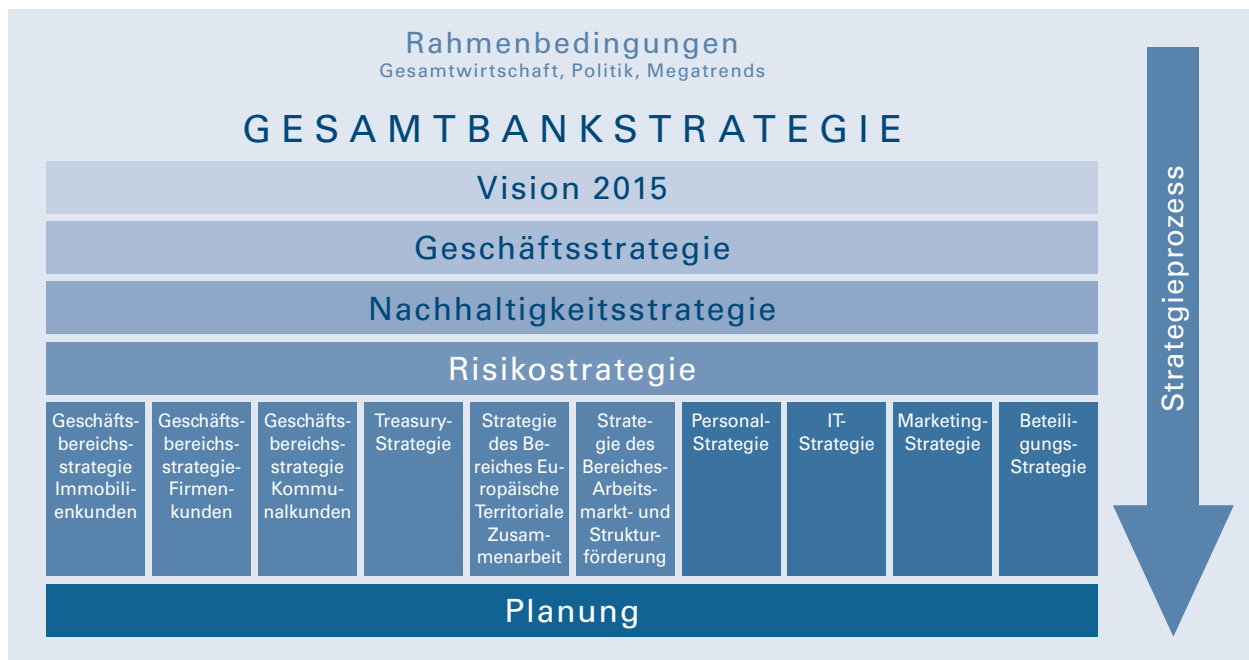 Rahmenbedingungen
Gesamtwirtschaft, Politik, Megatrends
GESAMTBANKSTRATEGIE
Vision 2015
Geschäftsstrategie
Nachhaltigkeitsstrategie
Risikostrategie
Geschäfts-
bereichs-
strategie
Immobili-
enkunden
Geschäfts-
bereichs-
strategie-
Firmen-
kunden
Geschäfts-
bereichs-
strategie
Kommu-
nalkunden
Treasury-
Strategie
Strategie
des Be-
reiches Eu-
ropäische
Territoriale
Zusam-
menarbeit
Strate-
gie des
Bereiches-
Arbeits-
markt- und
Struktur-
förderung
Personal-
Strategie
IT-
Strategie
Marketing-
Strategie
Beteili-
gungs-
Strategie
Planung
Strategieprozess